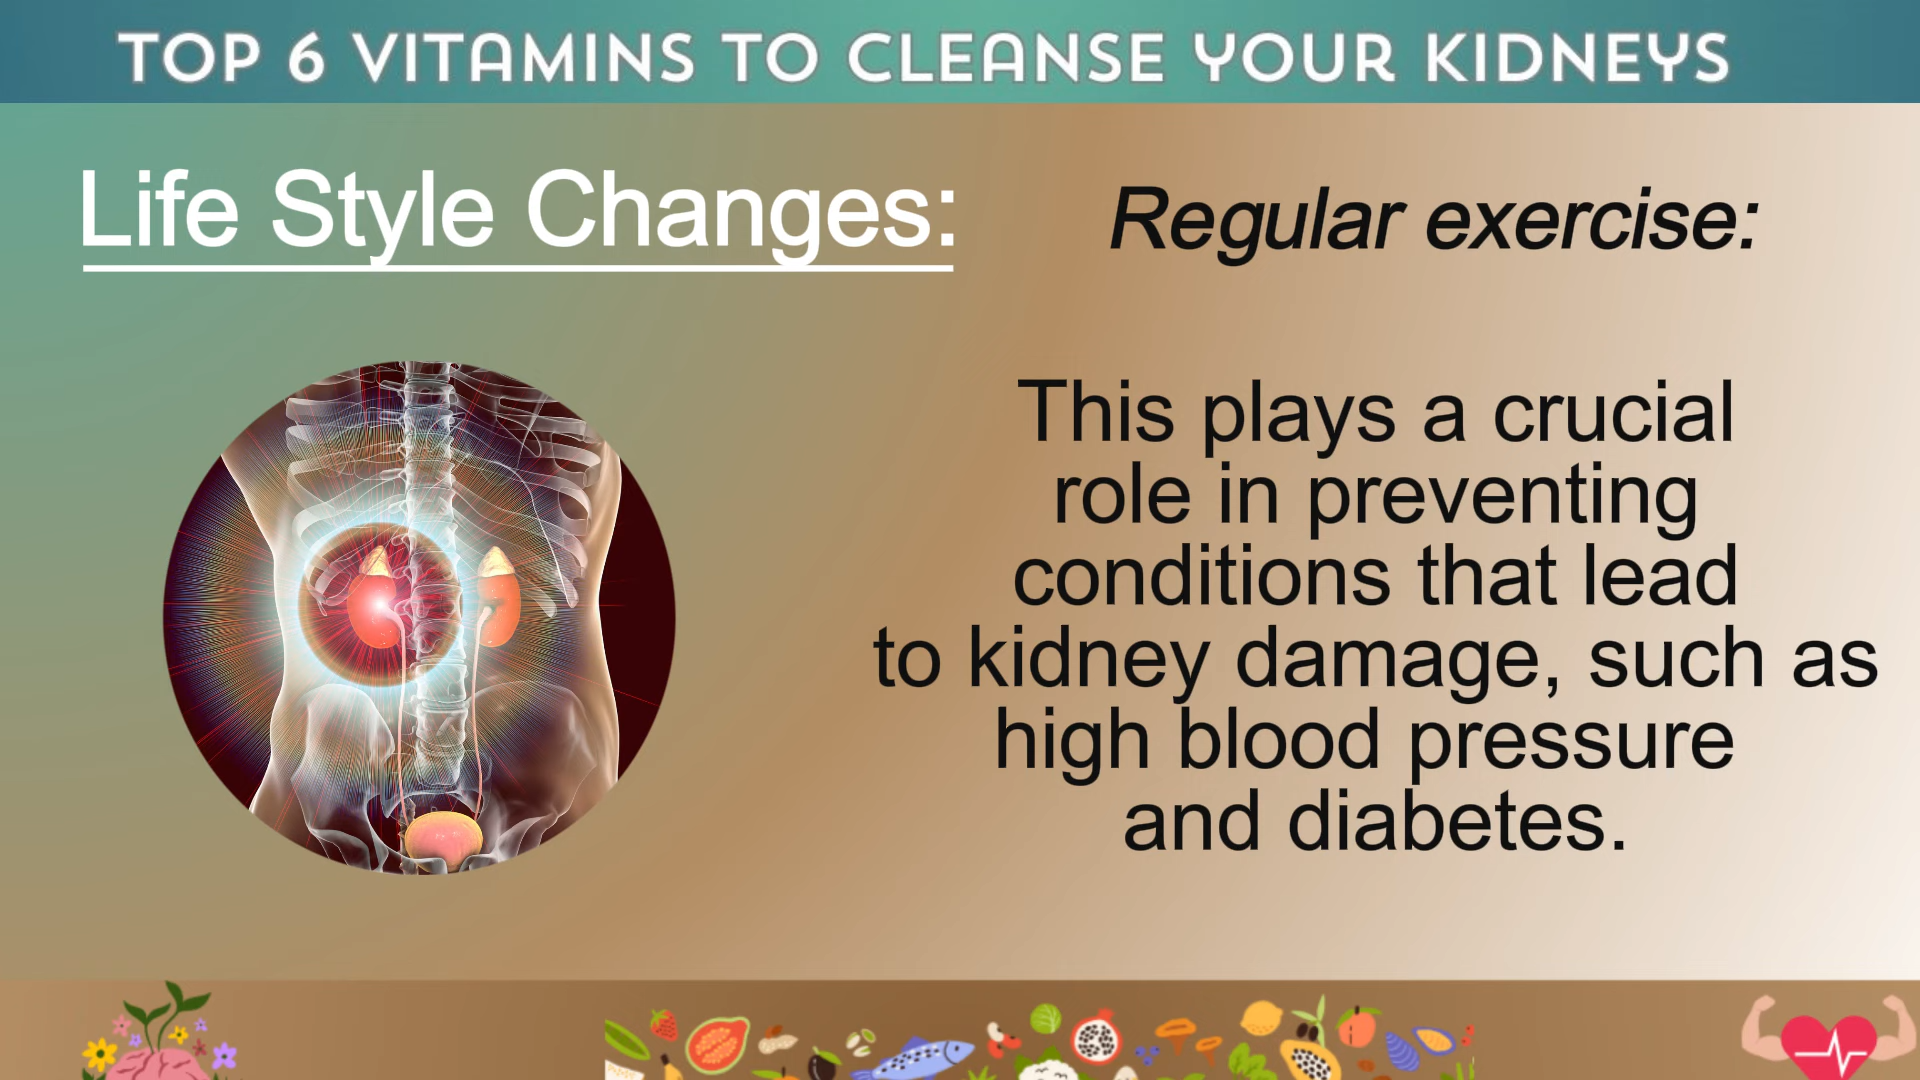 TOP 6 VITAMINS TO CLEANSE YOUR KIDNEYS
Life Style Changes:
Regular exercise:
This plays a crucial
role in preventing
conditions that lead
to kidney damage, such as
high blood pressure
and diabetes.